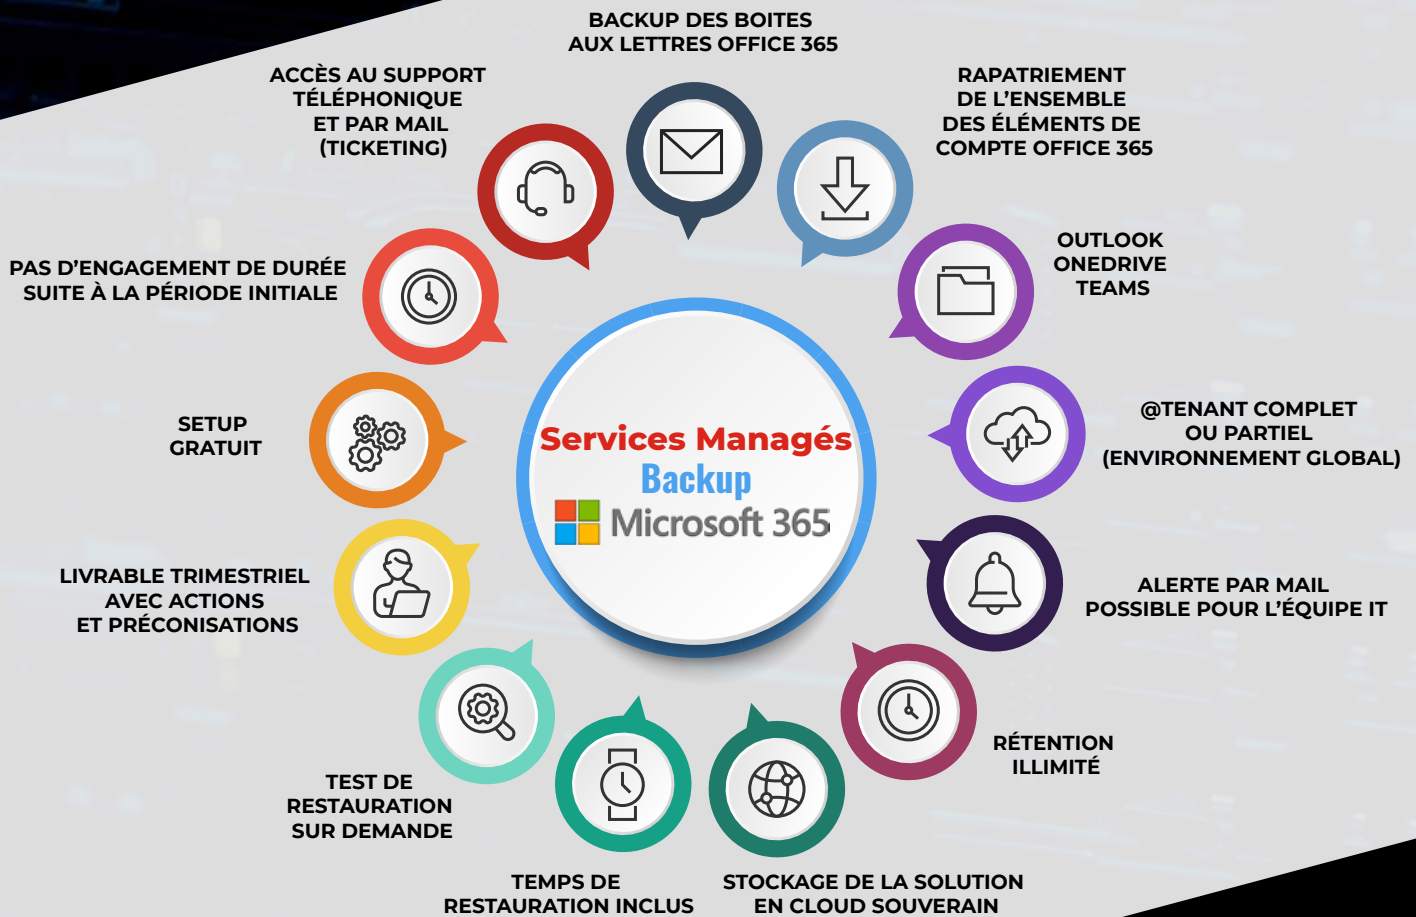 BACKUP DES BOITES
AUX LETTRES OFFICE 365
RAPATRIEMENT
DE L'ENSEMBLE
DES ÉLÉMENTS DE
COMPTE OFFICE 365
OUTLOOK
ONEDRIVE
TEAMS
@TENANT COMPLET
OU PARTIEL
(ENVIRONNEMENT GLOBAL)
ALERTE PAR MAIL
POSSIBLE POUR L'ÉQUIPE IT
RÉTENTION
ILLIMITÉ
STOCKAGE DE LA SOLUTION
EN CLOUD SOUVERAIN
TEMPS DE
RESTAURATION INCLUS
TEST DE
RESTAURATION
SUR DEMANDE
LIVRABLE TRIMESTRIEL
AVEC ACTIONS
ET PRÉCONISATIONS
SETUP
GRATUIT
PAS D'ENGAGEMENT DE DURÉE
SUITE À LA PÉRIODE INITIALE
ACCÈS AU SUPPORT
TÉLÉPHONIQUE
ET PAR MAIL
(TICKETING)
Services Managés
Backup
Microsoft 365